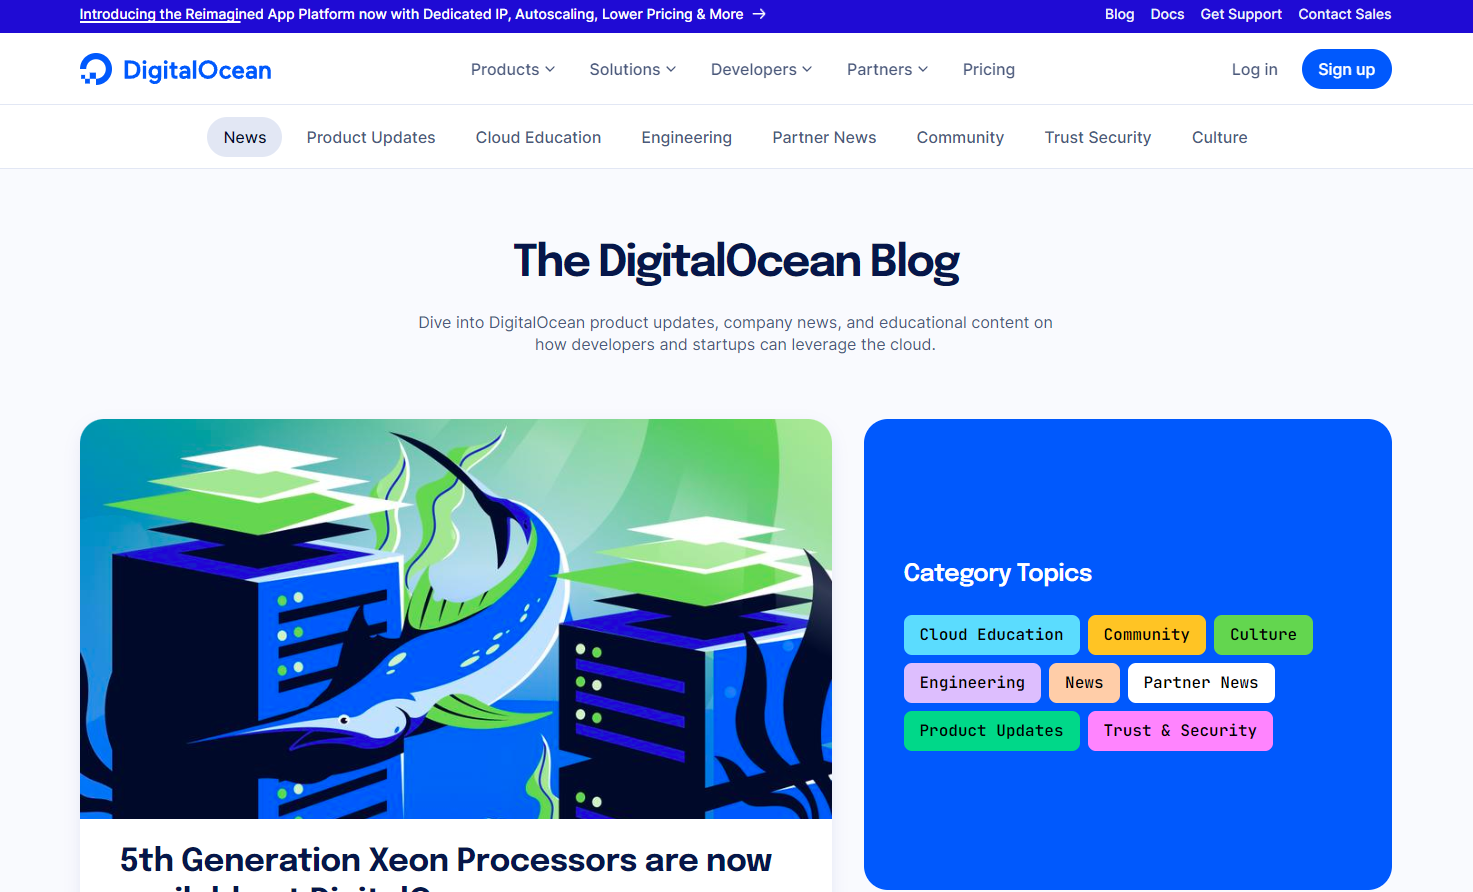 Introducing the Reimagined App Platform now with Dedicated IP, Autoscaling, Lower Pricing & More →
Blog Docs Get Support Contact Sales
DigitalOcean
Products Solutions Developers Partners Pricing
Log in Sign up
News Product Updates Cloud Education Engineering Partner News Community Trust Security Culture
The DigitalOcean Blog
Dive into DigitalOcean product updates, company news, and educational content on
how developers and startups can leverage the cloud.
Category Topics
Cloud Education Community Culture
Engineering News Partner News
Product Updates Trust & Security
5th Generation Xeon Processors are now